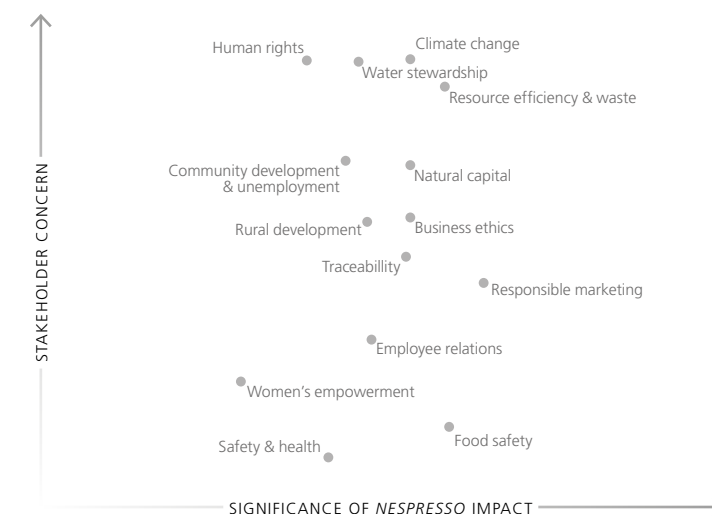 Human rights
Climate change
Water stewardship
Resource efficiency & waste
Community development
& unemployment
Natural capital
Rural development
Business ethics
Traceabillity
Responsible marketing
Employee relations
Women’s empowerment
Food safety
Safety & health
STAKEHOLDER CONCERN
SIGNIFICANCE OF NESPRESSO IMPACT